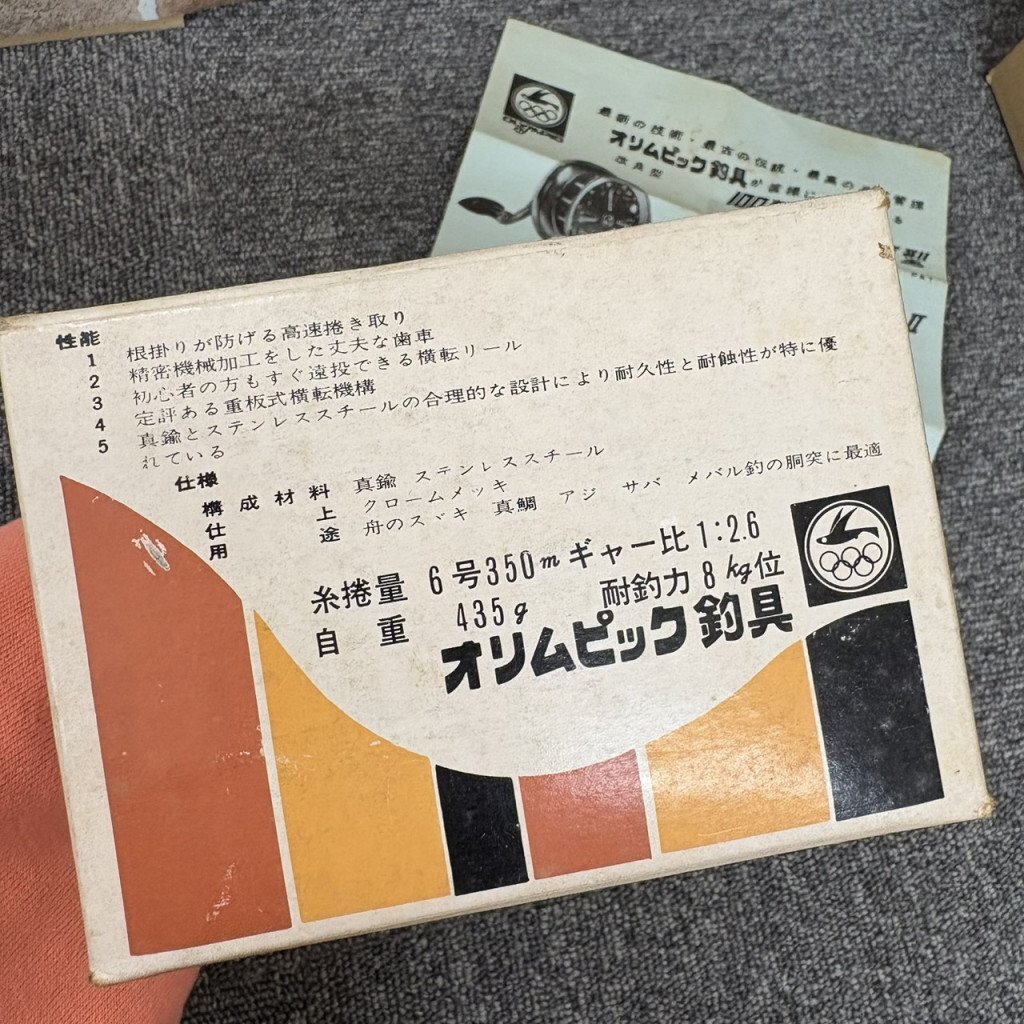 最新の技術・最古の伝統・最高の
管理
オリムピック釣具が
改良型
性能
1 根掛りが防げる高速捲き取り
2 精密機械加工をした丈夫な歯車
3 初心者の方もすぐ遠投できる横転リール
4 定評ある重板式横転機構
5 真鍮とステンレススチールの合理的な設計により耐久性と耐蝕性が特に優
れている
仕様
構成材料 真鍮 ステンレススチール
仕上 クロームメッキ
用途 舟のスヾキ 真鯛 アジ サバ メバル釣の胴突に最適
糸捲量 6号350m ギャー比 1:2.6
自重 435g 耐釣力 8kg位
オリムピック釣具